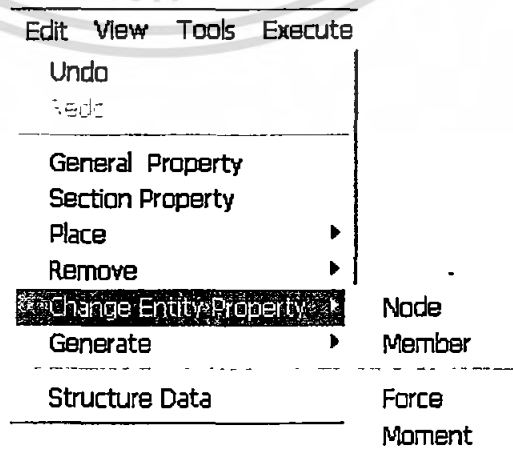 Edit View Tools Execute
Undo
Redo
General Property
Section Property
Place
Remove
Change Entity Property
Generate
Structure Data
Node
Member
Force
Moment